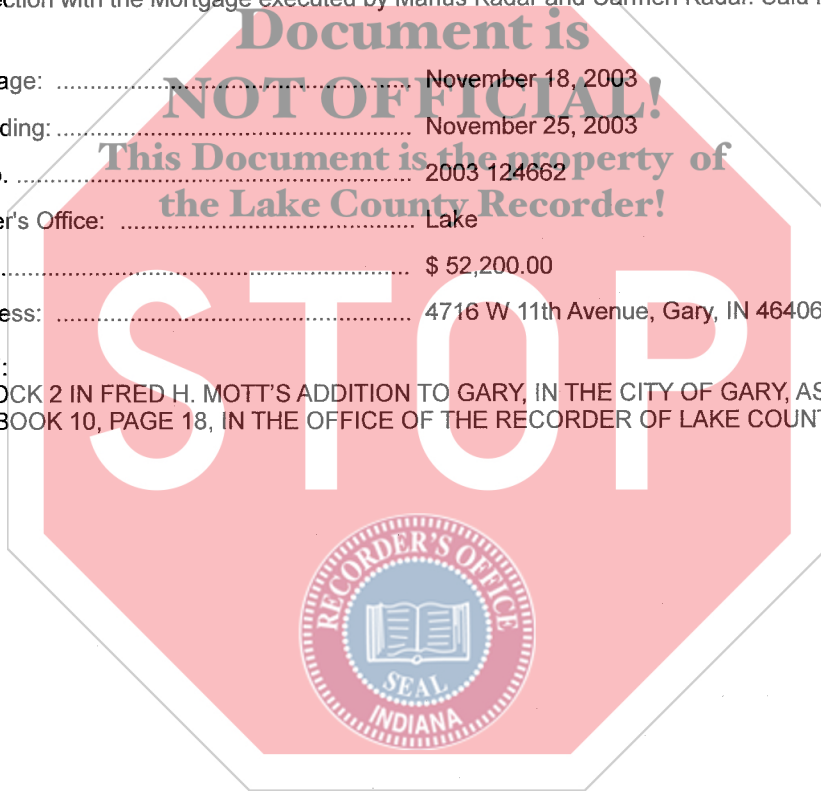 ction with the Mortgage executed by Marius Radar and Carmen Radar. Said
Document is
age: ................................................................ November 18, 2003
NOT OFFICIAL!
ding: ................................................................ November 25, 2003
This Document is the property of
. ................................................................ 2003 124662
the Lake County Recorder!
er's Office: .................................................... Lake
................................................................ $ 52,200.00
ess: ................................................................ 4716 W 11th Avenue, Gary, IN 46406
:
OCK 2 IN FRED H. MOTT'S ADDITION TO GARY, IN THE CITY OF GARY, AS
BOOK 10, PAGE 18, IN THE OFFICE OF THE RECORDER OF LAKE COUNT
STOP
RECORDER'S OFFICE
SEAL
INDIANA